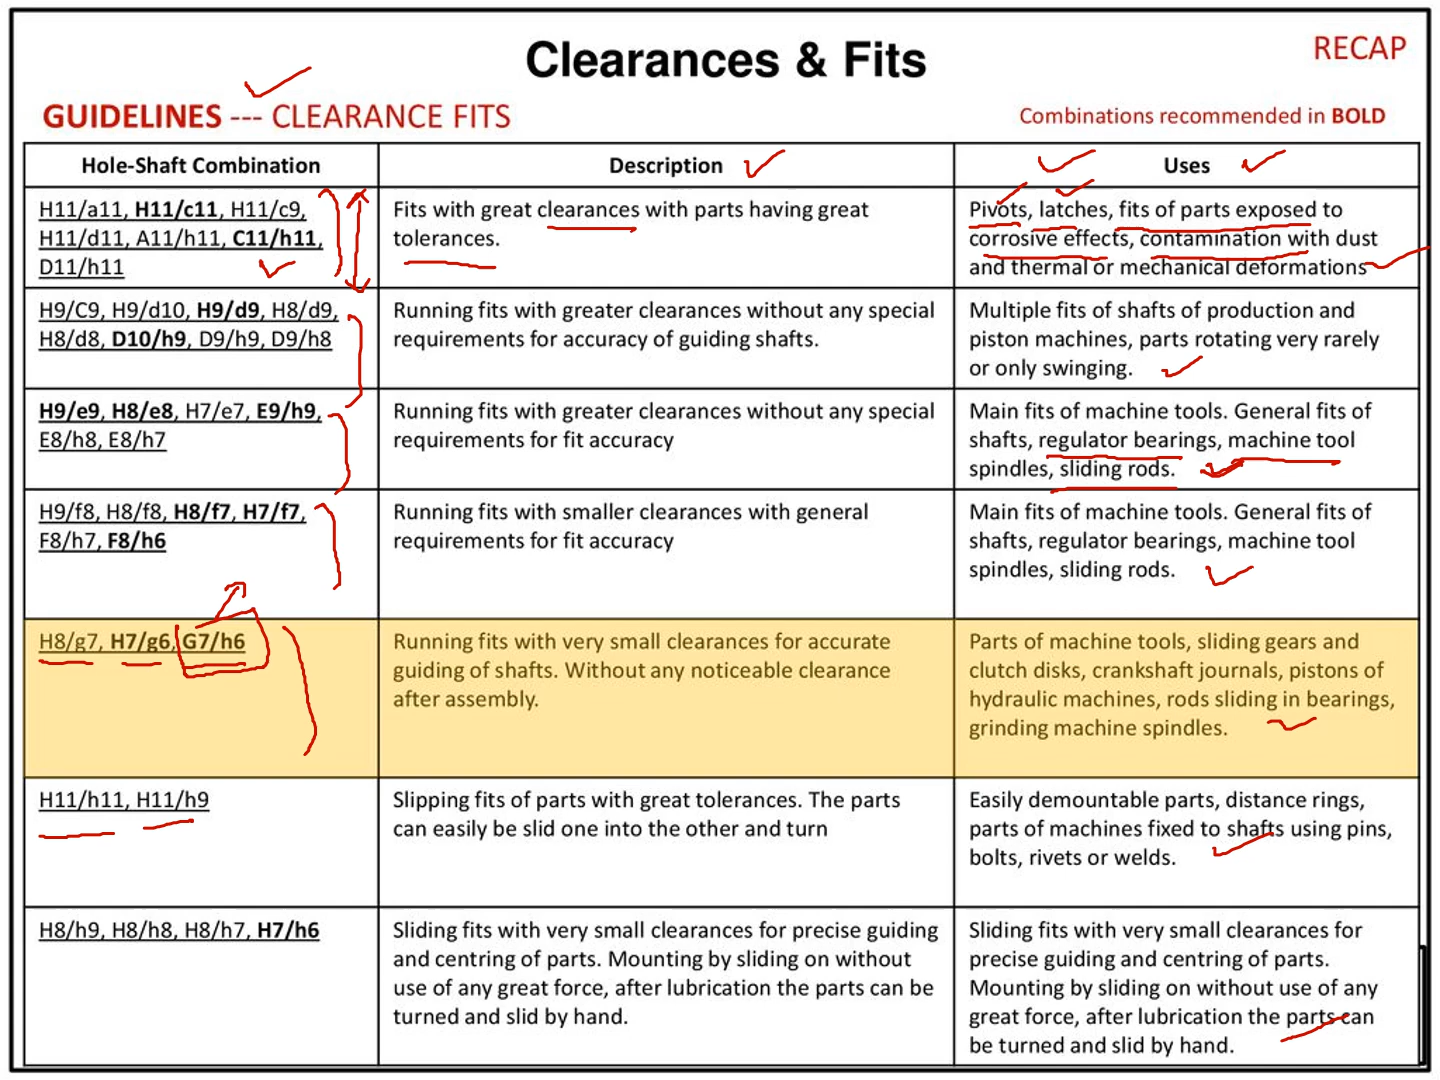 Clearances & Fits
RECAP
GUIDELINES --- CLEARANCE FITS
Combinations recommended in BOLD
Hole-Shaft Combination
Description
Uses
H11/a11, H11/c11, H11/c9,
H11/d11, A11/h11, C11/h11,
D11/h11
Fits with great clearances with parts having great
tolerances.
Pivots, latches, fits of parts exposed to
corrosive effects, contamination with dust
and thermal or mechanical deformations
H9/C9, H9/d10, H9/d9, H8/d9,
H8/d8, D10/h9, D9/h9, D9/h8
Running fits with greater clearances without any special
requirements for accuracy of guiding shafts.
Multiple fits of shafts of production and
piston machines, parts rotating very rarely
or only swinging.
H9/e9, H8/e8, H7/e7, E9/h9,
E8/h8, E8/h7
Running fits with greater clearances without any special
requirements for fit accuracy
Main fits of machine tools. General fits of
shafts, regulator bearings, machine tool
spindles, sliding rods.
H9/f8, H8/f8, H8/f7, H7/f7,
F8/h7, F8/h6
Running fits with smaller clearances with general
requirements for fit accuracy
Main fits of machine tools. General fits of
shafts, regulator bearings, machine tool
spindles, sliding rods.
H8/g7, H7/g6, G7/h6
Running fits with very small clearances for accurate
guiding of shafts. Without any noticeable clearance
after assembly.
Parts of machine tools, sliding gears and
clutch disks, crankshaft journals, pistons of
hydraulic machines, rods sliding in bearings,
grinding machine spindles.
H11/h11, H11/h9
Slipping fits of parts with great tolerances. The parts
can easily be slid one into the other and turn
Easily demountable parts, distance rings,
parts of machines fixed to shafts using pins,
bolts, rivets or welds.
H8/h9, H8/h8, H8/h7, H7/h6
Sliding fits with very small clearances for precise guiding
and centring of parts. Mounting by sliding on without
use of any great force, after lubrication the parts can be
turned and slid by hand.
Sliding fits with very small clearances for
precise guiding and centring of parts.
Mounting by sliding on without use of any
great force, after lubrication the parts can
be turned and slid by hand.